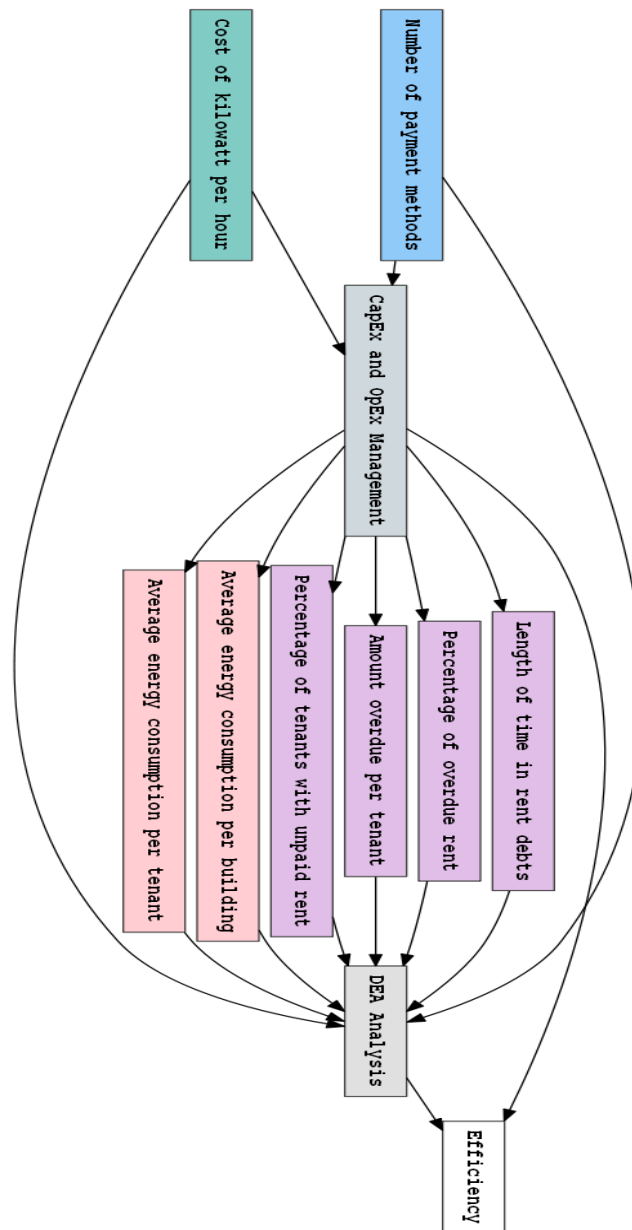 Number of payment methods
Cost of kilowatt per hour
CapEx and OpEx Management
Length of time in rent debts
Percentage of overdue rent
Amount overdue per tenant
Percentage of tenants with unpaid rent
Average energy consumption per building
Average energy consumption per tenant
DEA Analysis
Efficiency